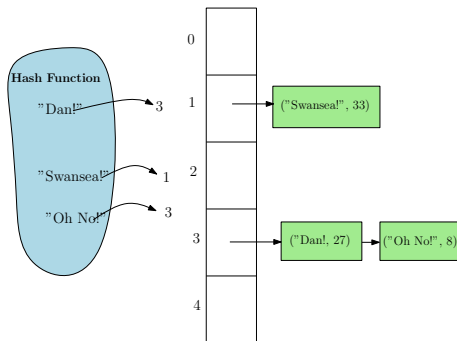 Hash Function
"Dan!"
3
"Swansea!"
1
"Oh No!"
3
0
1
2
3
4
("Swansea!", 33)
("Dan!, 27)
("Oh No!", 8)